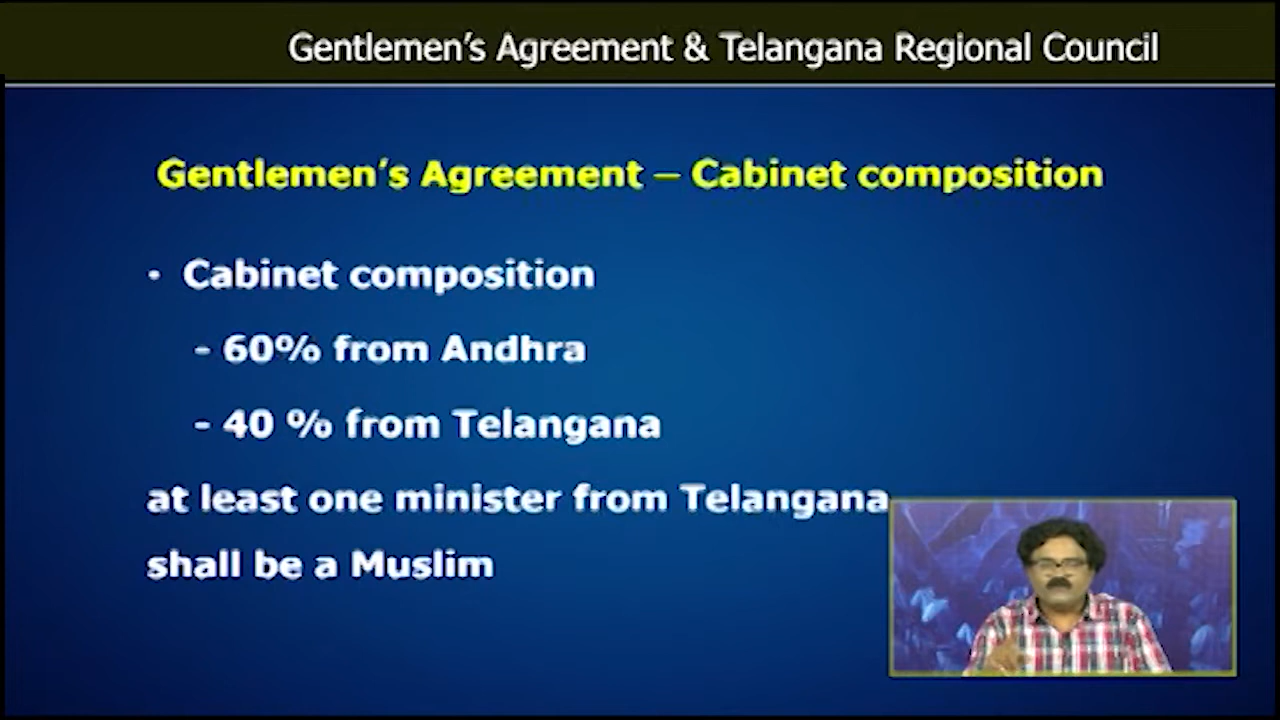 Gentlemen's Agreement & Telangana Regional Council
Gentlemen's Agreement – Cabinet composition
• Cabinet composition
- 60% from Andhra
- 40 % from Telangana
at least one minister from Telangana
shall be a Muslim